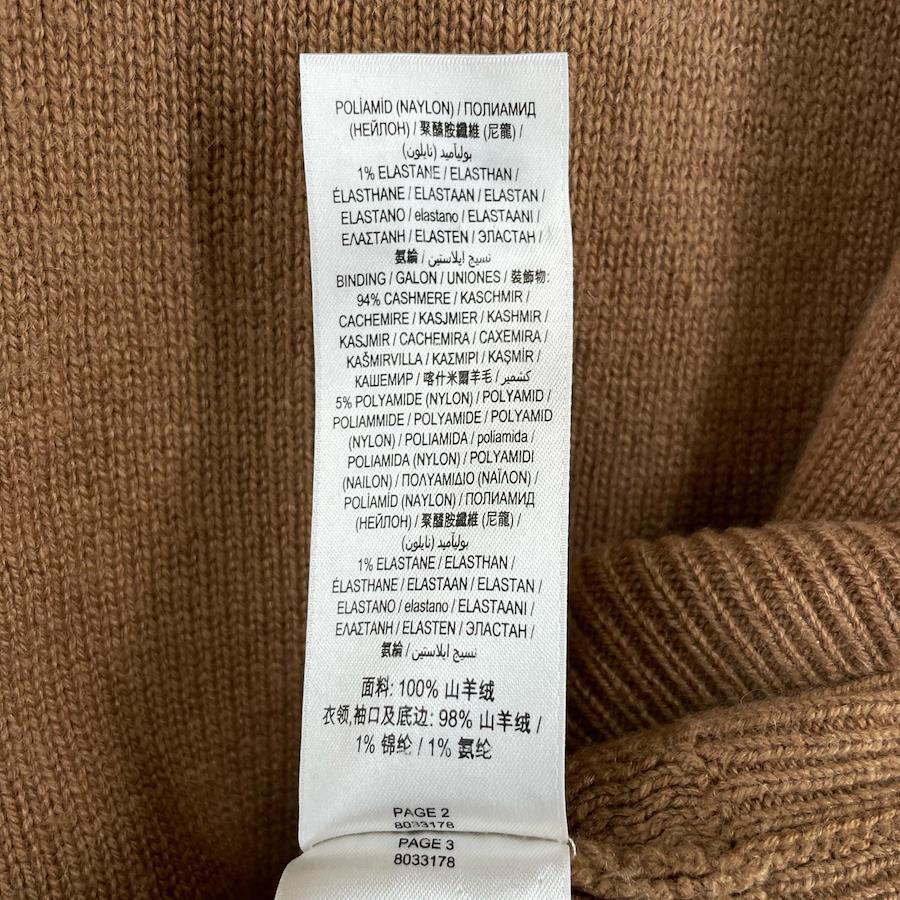 POLİAMİD (NAYLON) / ПОЛИАМИД
(НЕЙЛОН) / 聚醯胺纖維 (尼龍) /
بولياميد (نايلون)
1% ELASTANE / ELASTHAN /
ÉLASTHANE / ELASTAAN / ELASTAN /
ELASTANO / elastano / ELASTAANI /
ΕΛΑΣΤΑΝΗ / ELASTEN / ЭЛАСТАН /
氨綸 / نسيج ايلاستين
BINDING / GALON / UNIONES / 裝飾物:
94% CASHMERE / KASCHMIR /
CACHEMIRE / KASJMIER / KASHMIR /
KASJMIR / CACHEMIRA / CAXEMIRA /
KAŠMIRVILLA / ΚΑΣΜΙΡΙ / KAŞMİR /
КАШЕМИР / 喀什米爾羊毛 / كشمير
5% POLYAMIDE (NYLON) / POLYAMID /
POLIAMMIDE / POLYAMIDE / POLYAMID
(NYLON) / POLIAMIDA / poliamida /
POLIAMIDA (NYLON) / POLYAMIDI
(NAILON) / ΠΟΛΥΑΜΙΔΙΟ (ΝΑΪΛΟΝ) /
POLİAMİD (NAYLON) / ПОЛИАМИД
(НЕЙЛОН) / 聚醯胺纖維 (尼龍) /
بولياميد (نايلون)
1% ELASTANE / ELASTHAN /
ÉLASTHANE / ELASTAAN / ELASTAN /
ELASTANO / elastano / ELASTAANI /
ΕΛΑΣΤΑΝΗ / ELASTEN / ЭЛАСТАН /
氨綸 / نسيج ايلاستين
面料: 100% 山羊绒
衣领,袖口及底边: 98% 山羊绒 /
1% 锦纶 / 1% 氨纶
PAGE 2
8033178
PAGE 3
8033178